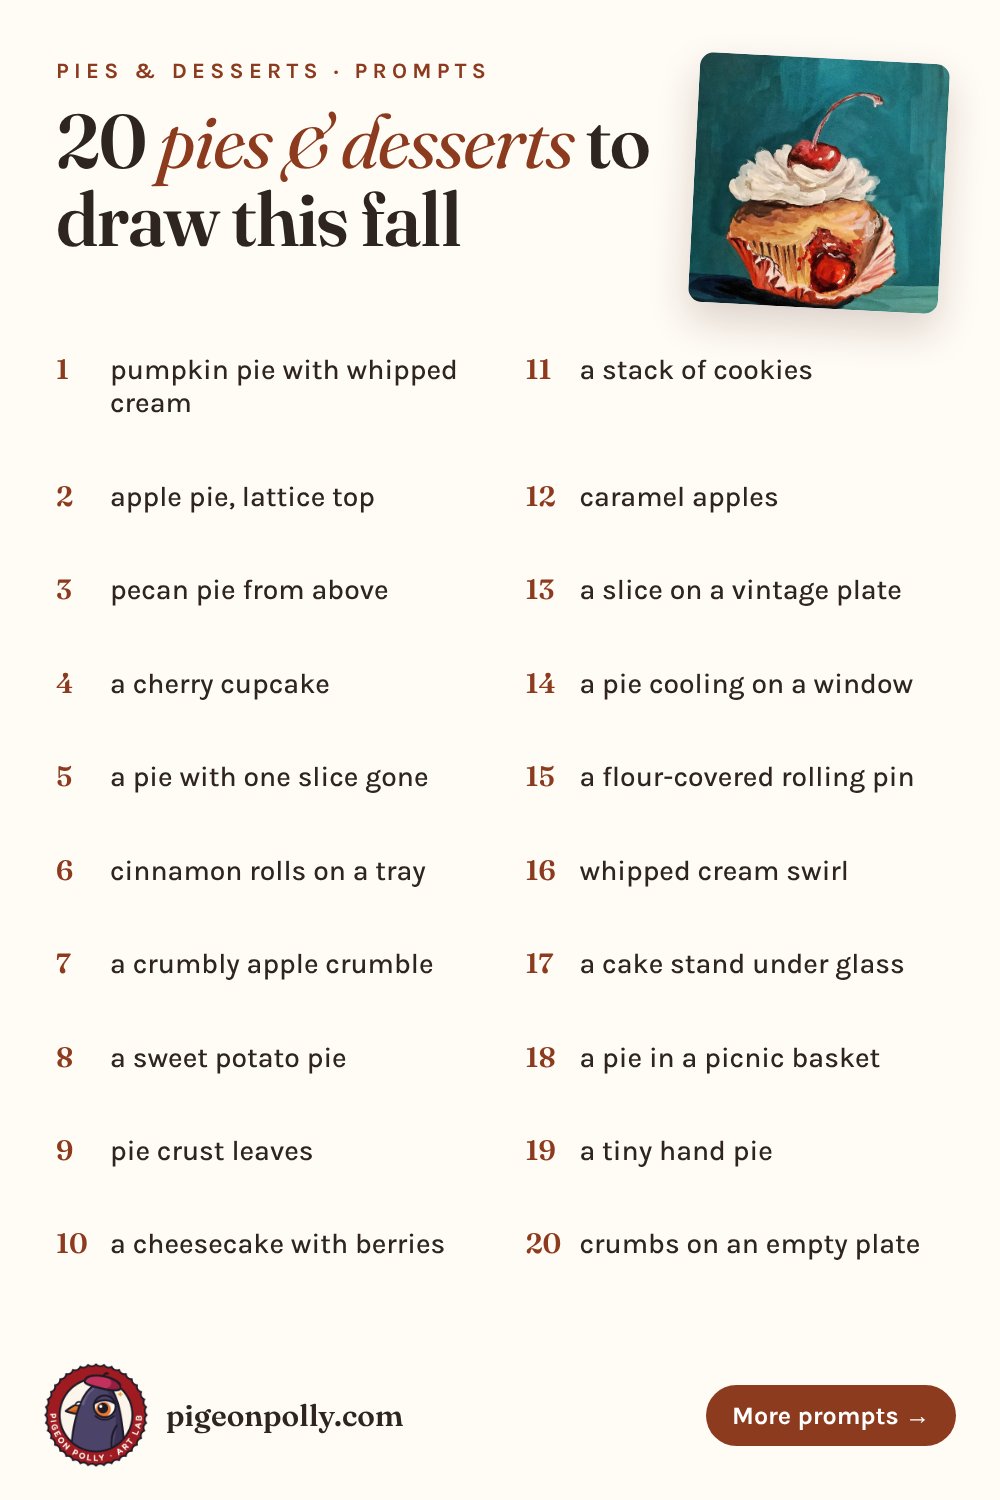 PIES & DESSERTS · PROMPTS
20 pies & desserts to
draw this fall
1 pumpkin pie with whipped
cream
2 apple pie, lattice top
3 pecan pie from above
4 a cherry cupcake
5 a pie with one slice gone
6 cinnamon rolls on a tray
7 a crumbly apple crumble
8 a sweet potato pie
9 pie crust leaves
10 a cheesecake with berries
11 a stack of cookies
12 caramel apples
13 a slice on a vintage plate
14 a pie cooling on a window
15 a flour-covered rolling pin
16 whipped cream swirl
17 a cake stand under glass
18 a pie in a picnic basket
19 a tiny hand pie
20 crumbs on an empty plate
PIGEON POLLY · ART LAB
pigeonpolly.com
More prompts →